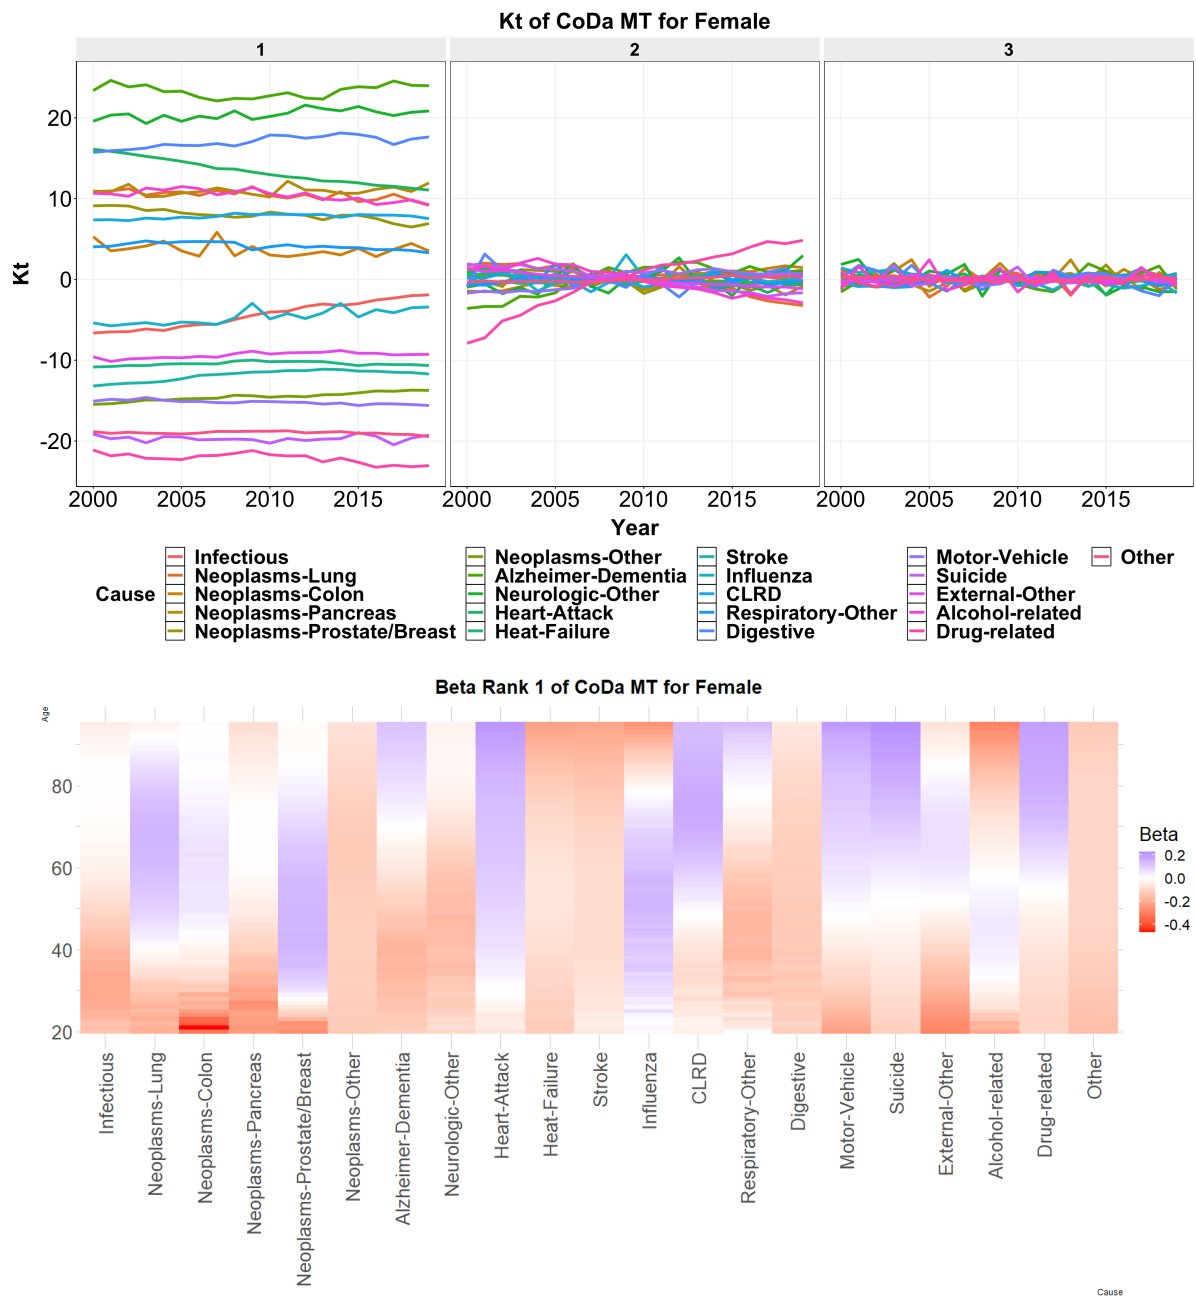 Kt of CoDa MT for Female
1 2 3
Kt
20
10
0
-10
-20
2000 2005 2010 2015 2000 2005 2010 2015 2000 2005 2010 2015
Year
Cause
Infectious Neoplasms-Other Stroke Motor-Vehicle Other
Neoplasms-Lung Alzheimer-Dementia Influenza Suicide
Neoplasms-Colon Neurologic-Other CLRD External-Other
Neoplasms-Pancreas Heart-Attack Respiratory-Other Alcohol-related
Neoplasms-Prostate/Breast Heat-Failure Digestive Drug-related
Beta Rank 1 of CoDa MT for Female
Age
80
60
40
20
Beta
0.2
0.0
-0.2
-0.4
Infectious
Neoplasms-Lung
Neoplasms-Colon
Neoplasms-Pancreas
Neoplasms-Prostate/Breast
Neoplasms-Other
Alzheimer-Dementia
Neurologic-Other
Heart-Attack
Heat-Failure
Stroke
Influenza
CLRD
Respiratory-Other
Digestive
Motor-Vehicle
Suicide
External-Other
Alcohol-related
Drug-related
Other
Cause